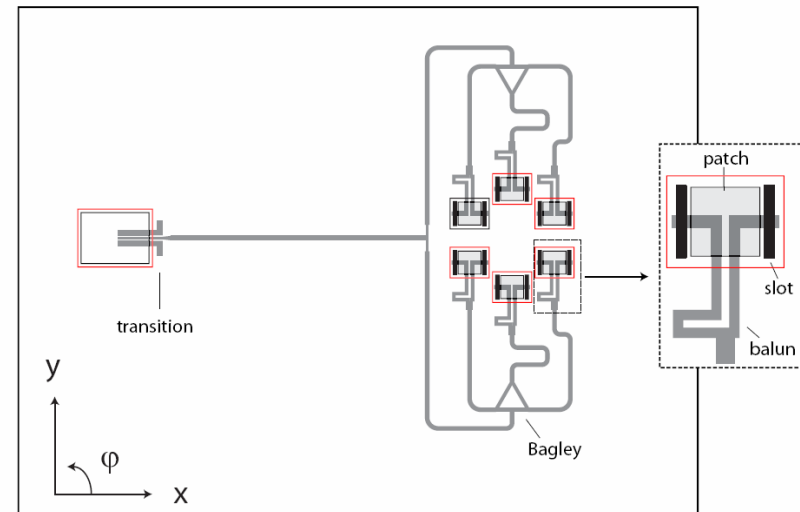 patch
slot
balun
transition
Bagley
y
φ
x